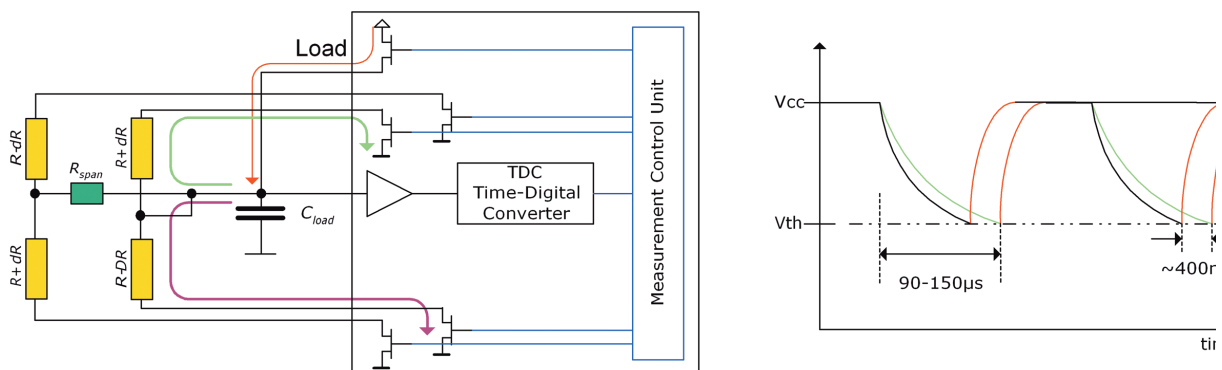 Load
R-dR
R+dR
Rspan
R+dR
R-DR
Cload
TDC
Time-Digital
Converter
Measurement Control Unit
Vcc
Vth
90-150µs
~400n
tim